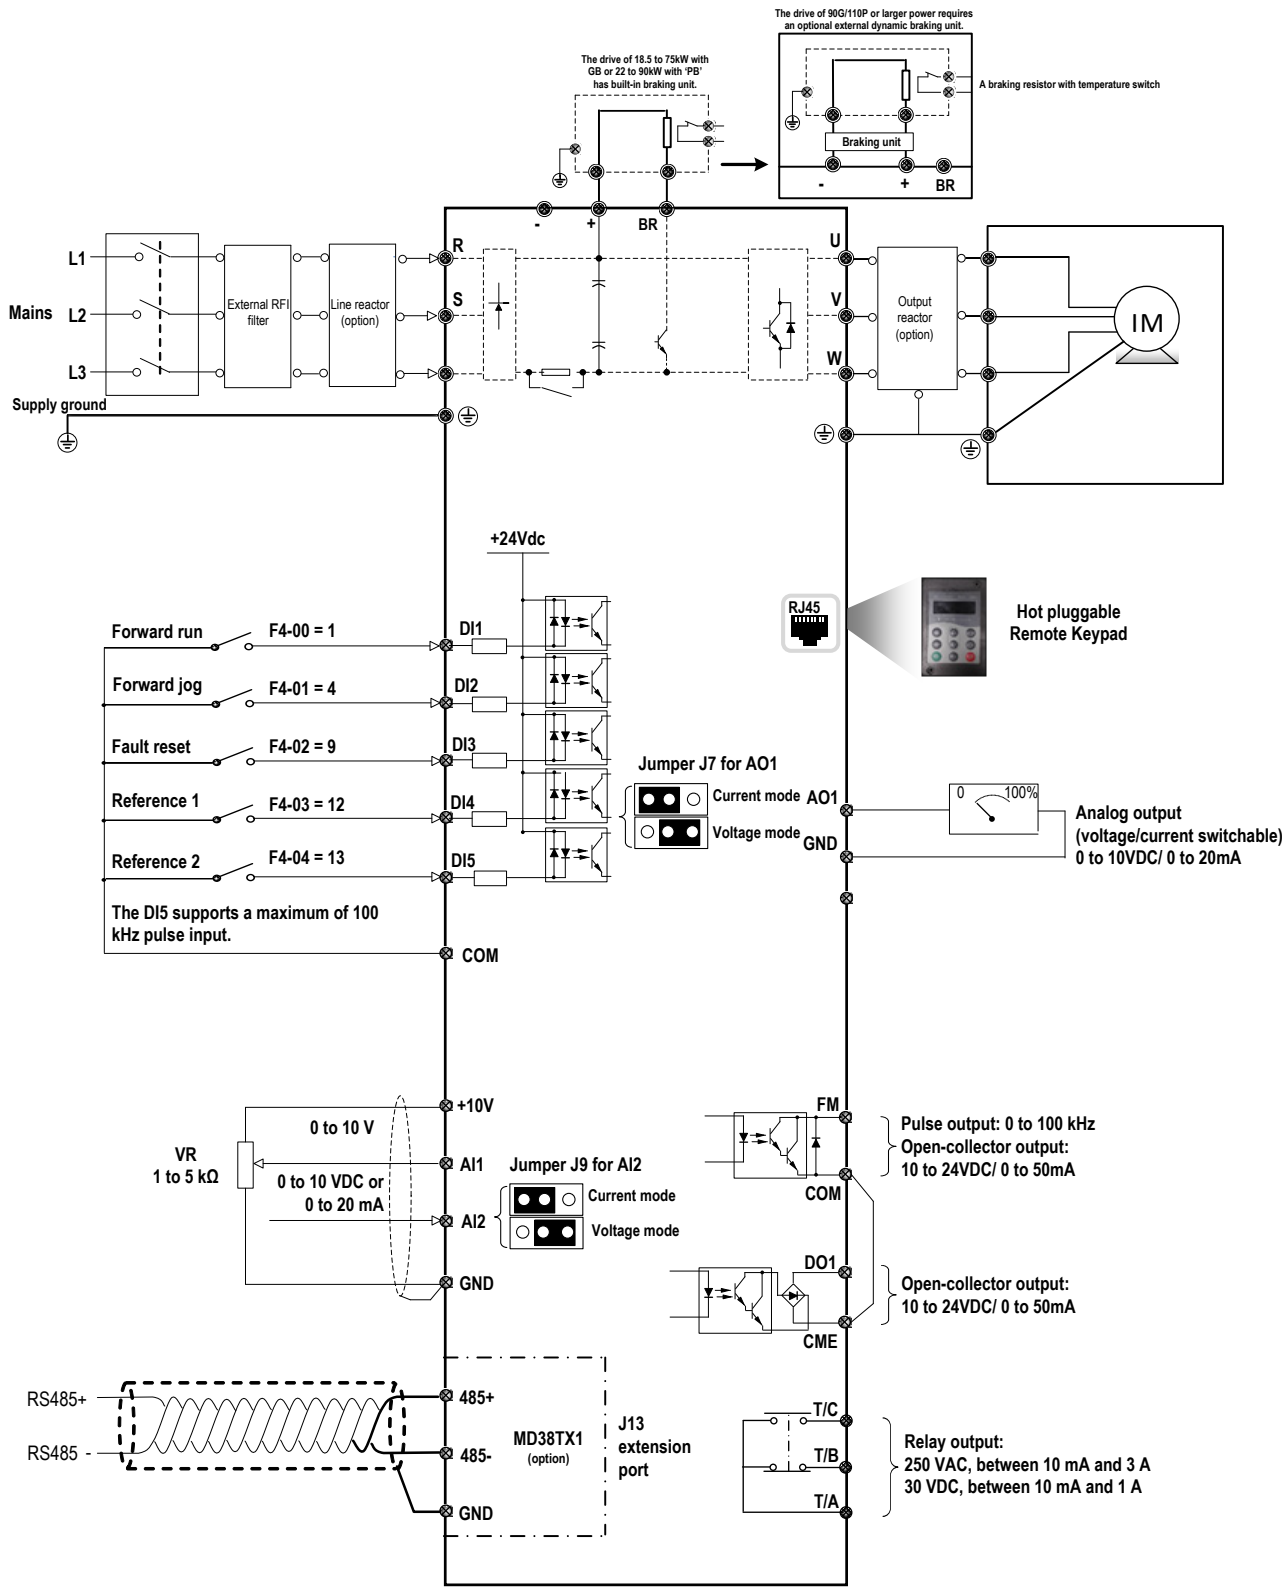 The drive of 90G/110P or larger power requires
an optional external dynamic braking unit.
The drive of 18.5 to 75kW with
GB or 22 to 90kW with ‘PB’
has built-in braking unit.
A braking resistor with temperature switch
Braking unit
-
+
BR
-
+
BR
R
S
U
V
W
L1
Mains
L2
L3
Supply ground
External RFI
filter
Line reactor
(option)
Output
reactor
(option)
IM
+24Vdc
RJ45
Hot pluggable
Remote Keypad
Forward run
F4-00 = 1
DI1
Forward jog
F4-01 = 4
DI2
Fault reset
F4-02 = 9
DI3
Reference 1
F4-03 = 12
DI4
Reference 2
F4-04 = 13
DI5
The DI5 supports a maximum of 100
kHz pulse input.
COM
Jumper J7 for AO1
Current mode
Voltage mode
AO1
GND
0
100%
Analog output
(voltage/current switchable)
0 to 10VDC/ 0 to 20mA
+10V
0 to 10 V
VR
1 to 5 kΩ
AI1
0 to 10 VDC or
0 to 20 mA
AI2
GND
Jumper J9 for AI2
Current mode
Voltage mode
FM
COM
Pulse output: 0 to 100 kHz
Open-collector output:
10 to 24VDC/ 0 to 50mA
DO1
CME
Open-collector output:
10 to 24VDC/ 0 to 50mA
RS485+
RS485 -
485+
485-
GND
MD38TX1
(option)
J13
extension
port
T/C
T/B
T/A
Relay output:
250 VAC, between 10 mA and 3 A
30 VDC, between 10 mA and 1 A